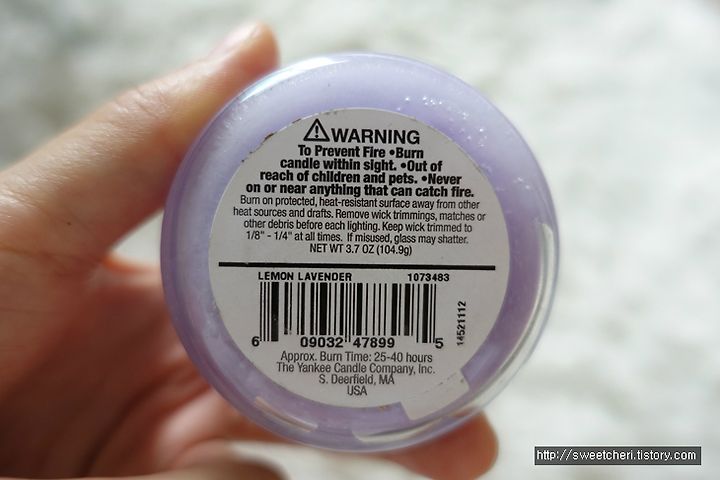 ⚠WARNING
To Prevent Fire •Burn
candle within sight. •Out of
reach of children and pets. •Never
on or near anything that can catch fire.
Burn on protected, heat-resistant surface away from other
heat sources and drafts. Remove wick trimmings, matches or
other debris before each lighting. Keep wick trimmed to
1/8" - 1/4" at all times. If misused, glass may shatter.
NET WT 3.7 OZ (104.9g)
LEMON LAVENDER 1073483
6 09032 47899 5
14521112
Approx. Burn Time: 25-40 hours
The Yankee Candle Company, Inc.
S. Deerfield, MA
USA
http://sweetcheri.tistory.com